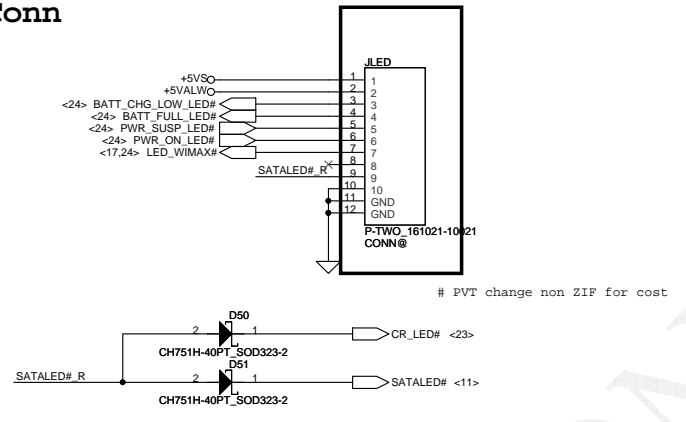 Conn
JLED
+5VS 1 1
+5VALW 2 2
<24> BATT_CHG_LOW_LED# 3 3
<24> BATT_FULL_LED# 4 4
<24> PWR_SUSP_LED# 5 5
<24> PWR_ON_LED# 6 6
<17,24> LED_WIMAX# 7 7
8 8
SATALED#_R 9 9
10 10
11 GND
12 GND
P-TWO_161021-10021
CONN@
# PVT change non ZIF for cost
D50
2 1 CR_LED# <23>
CH751H-40PT_SOD323-2
D51
SATALED#_R 2 1 SATALED# <11>
CH751H-40PT_SOD323-2